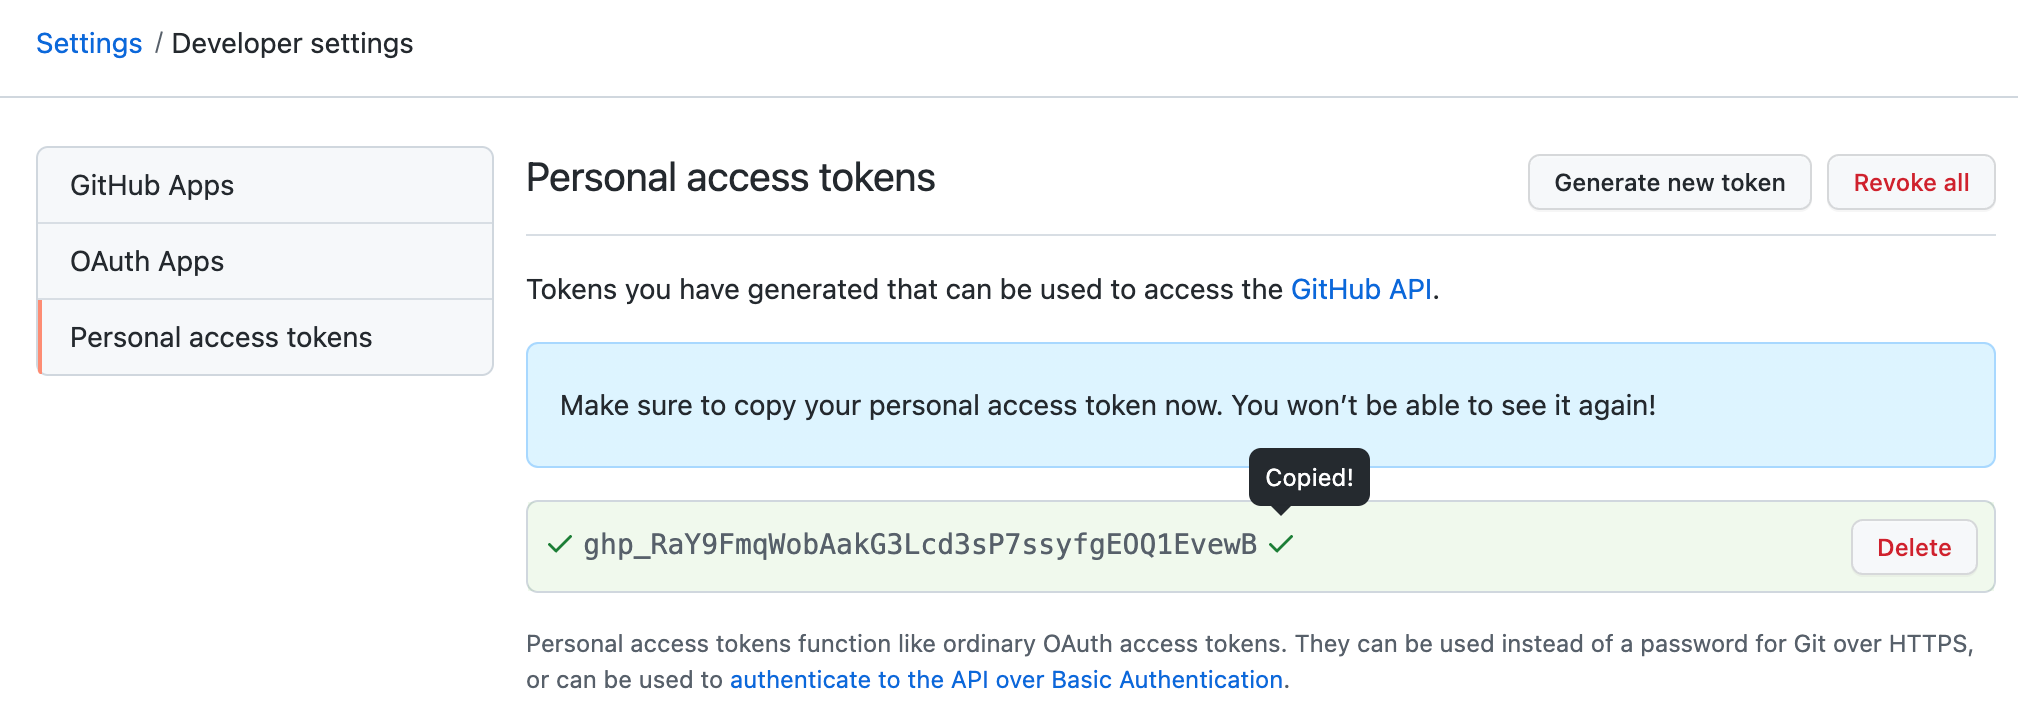 Settings / Developer settings
GitHub Apps
OAuth Apps
Personal access tokens
Personal access tokens
Generate new token
Revoke all
Tokens you have generated that can be used to access the GitHub API.
Make sure to copy your personal access token now. You won’t be able to see it again!
Copied!
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
Delete
Personal access tokens function like ordinary OAuth access tokens. They can be used instead of a password for Git over HTTPS,
or can be used to authenticate to the API over Basic Authentication.